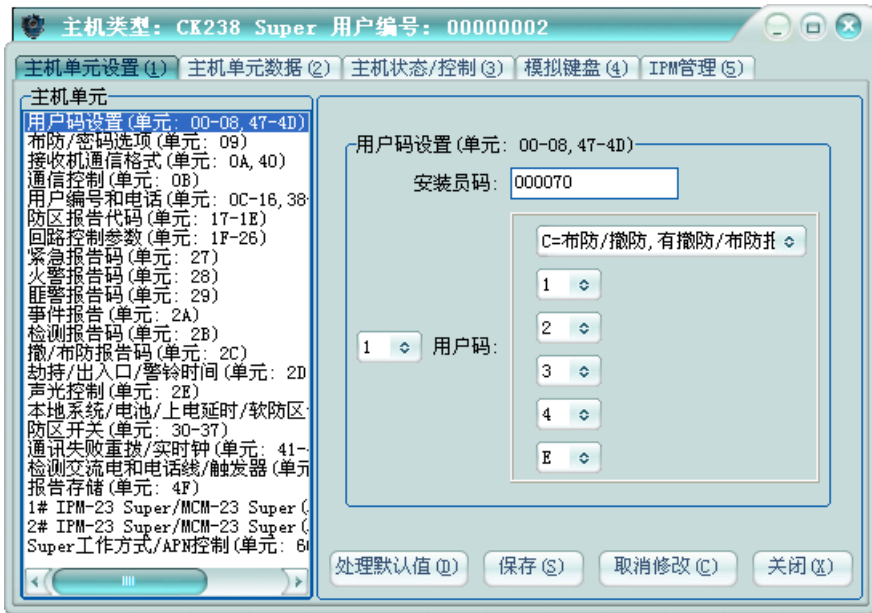 主机类型: CK238 Super 用户编号: 00000002
主机单元设置(1) 主机单元数据(2) 主机状态/控制(3) 模拟键盘(4) IPM管理(5)
主机单元
用户码设置(单元: 00-08,47-4D)
布防/密码选项(单元: 09)
接收机通信格式(单元: 0A,40)
通信控制(单元: 0B)
用户编号和电话(单元: 0C-16,38-
防区报告代码(单元: 17-1E)
回路控制参数(单元: 1F-26)
紧急报告码(单元: 27)
火警报告码(单元: 28)
匪警报告码(单元: 29)
事件报告(单元: 2A)
检测报告码(单元: 2B)
撤/布防报告码(单元: 2C)
劫持/出入口/警铃时间(单元: 2D
声光控制(单元: 2E)
本地系统/电池/上电延时/软防区
防区开关(单元: 30-37)
通讯失败重拨/实时钟(单元: 41-
检测交流电和电话线/触发器(单元
报告存储(单元: 4F)
1# IPM-23 Super/MCM-23 Super(
2# IPM-23 Super/MCM-23 Super(
Super工作方式/APN控制(单元: 6
用户码设置(单元: 00-08,47-4D)
安装员码: 000070
C=布防/撤防,有撤防/布防
1
2
1 用户码:
3
4
E
处理默认值(D) 保存(S) 取消修改(C) 关闭(X)